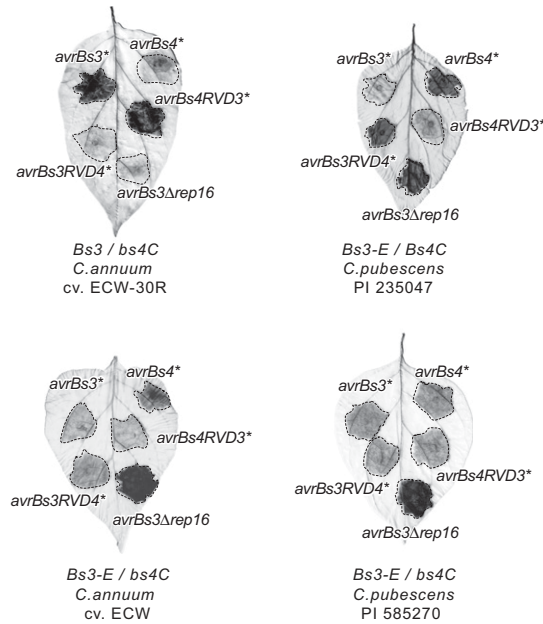 avrBs4*
avrBs3*
avrBs4RVD3*
avrBs3RVD4*
avrBs3Δrep16
Bs3 / bs4C
C.annuum
cv. ECW-30R
avrBs3*
avrBs4*
avrBs4RVD3*
avrBs3RVD4*
avrBs3Δrep16
Bs3-E / Bs4C
C.pubescens
PI 235047
avrBs3*
avrBs4*
avrBs4RVD3*
avrBs3RVD4*
avrBs3Δrep16
Bs3-E / bs4C
C.annuum
cv. ECW
avrBs3*
avrBs4*
avrBs4RVD3*
avrBs3RVD4*
avrBs3Δrep16
Bs3-E / bs4C
C.pubescens
PI 585270